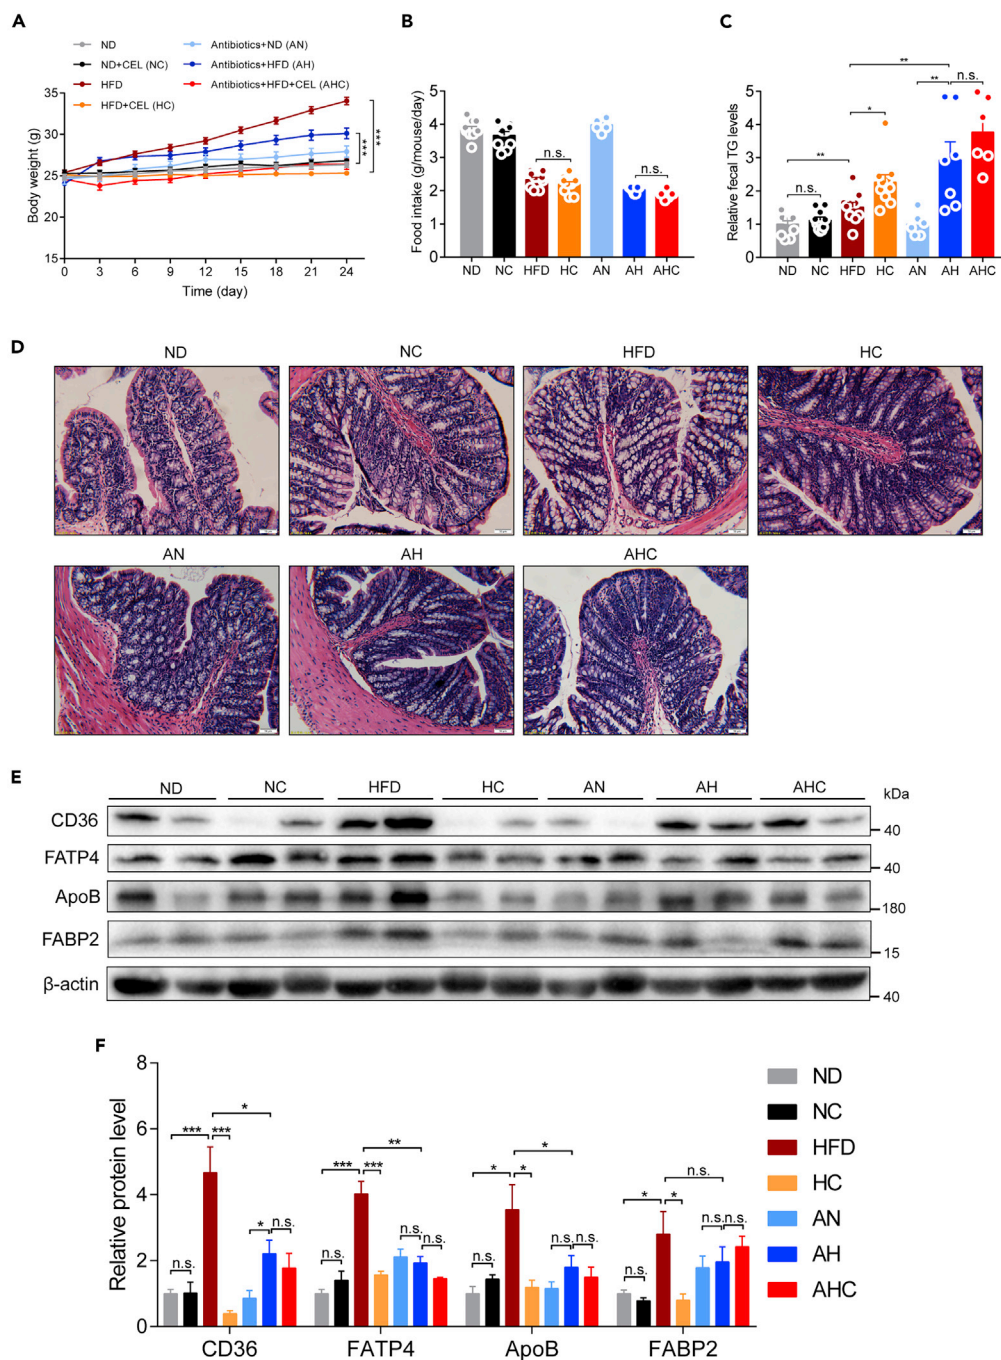 A
ND
ND+CEL (NC)
HFD
HFD+CEL (HC)
Antibiotics+ND (AN)
Antibiotics+HFD (AH)
Antibiotics+HFD+CEL (AHC)
Body weight (g)
35
30
25
20
15
0 3 6 9 12 15 18 21 24
Time (day)
***
***
B
Food intake (g/mouse/day)
5
4
3
2
1
0
n.s. n.s.
ND NC HFD HC AN AH AHC
C
Relative fecal TG levels
5
4
3
2
1
0
**
** n.s.
*
**
n.s.
ND NC HFD HC AN AH AHC
D
ND NC HFD HC
AN AH AHC
E
ND NC HFD HC AN AH AHC kDa
CD36 40
FATP4 40
ApoB 180
FABP2 15
β-actin 40
F
Relative protein level
8
6
4
2
0
*
*** ***
* n.s.
n.s.
**
*** ***
n.s. n.s.
n.s.
*
* *
n.s. n.s. n.s.
n.s.
* *
n.s. n.s. n.s.
CD36 FATP4 ApoB FABP2
ND
NC
HFD
HC
AN
AH
AHC